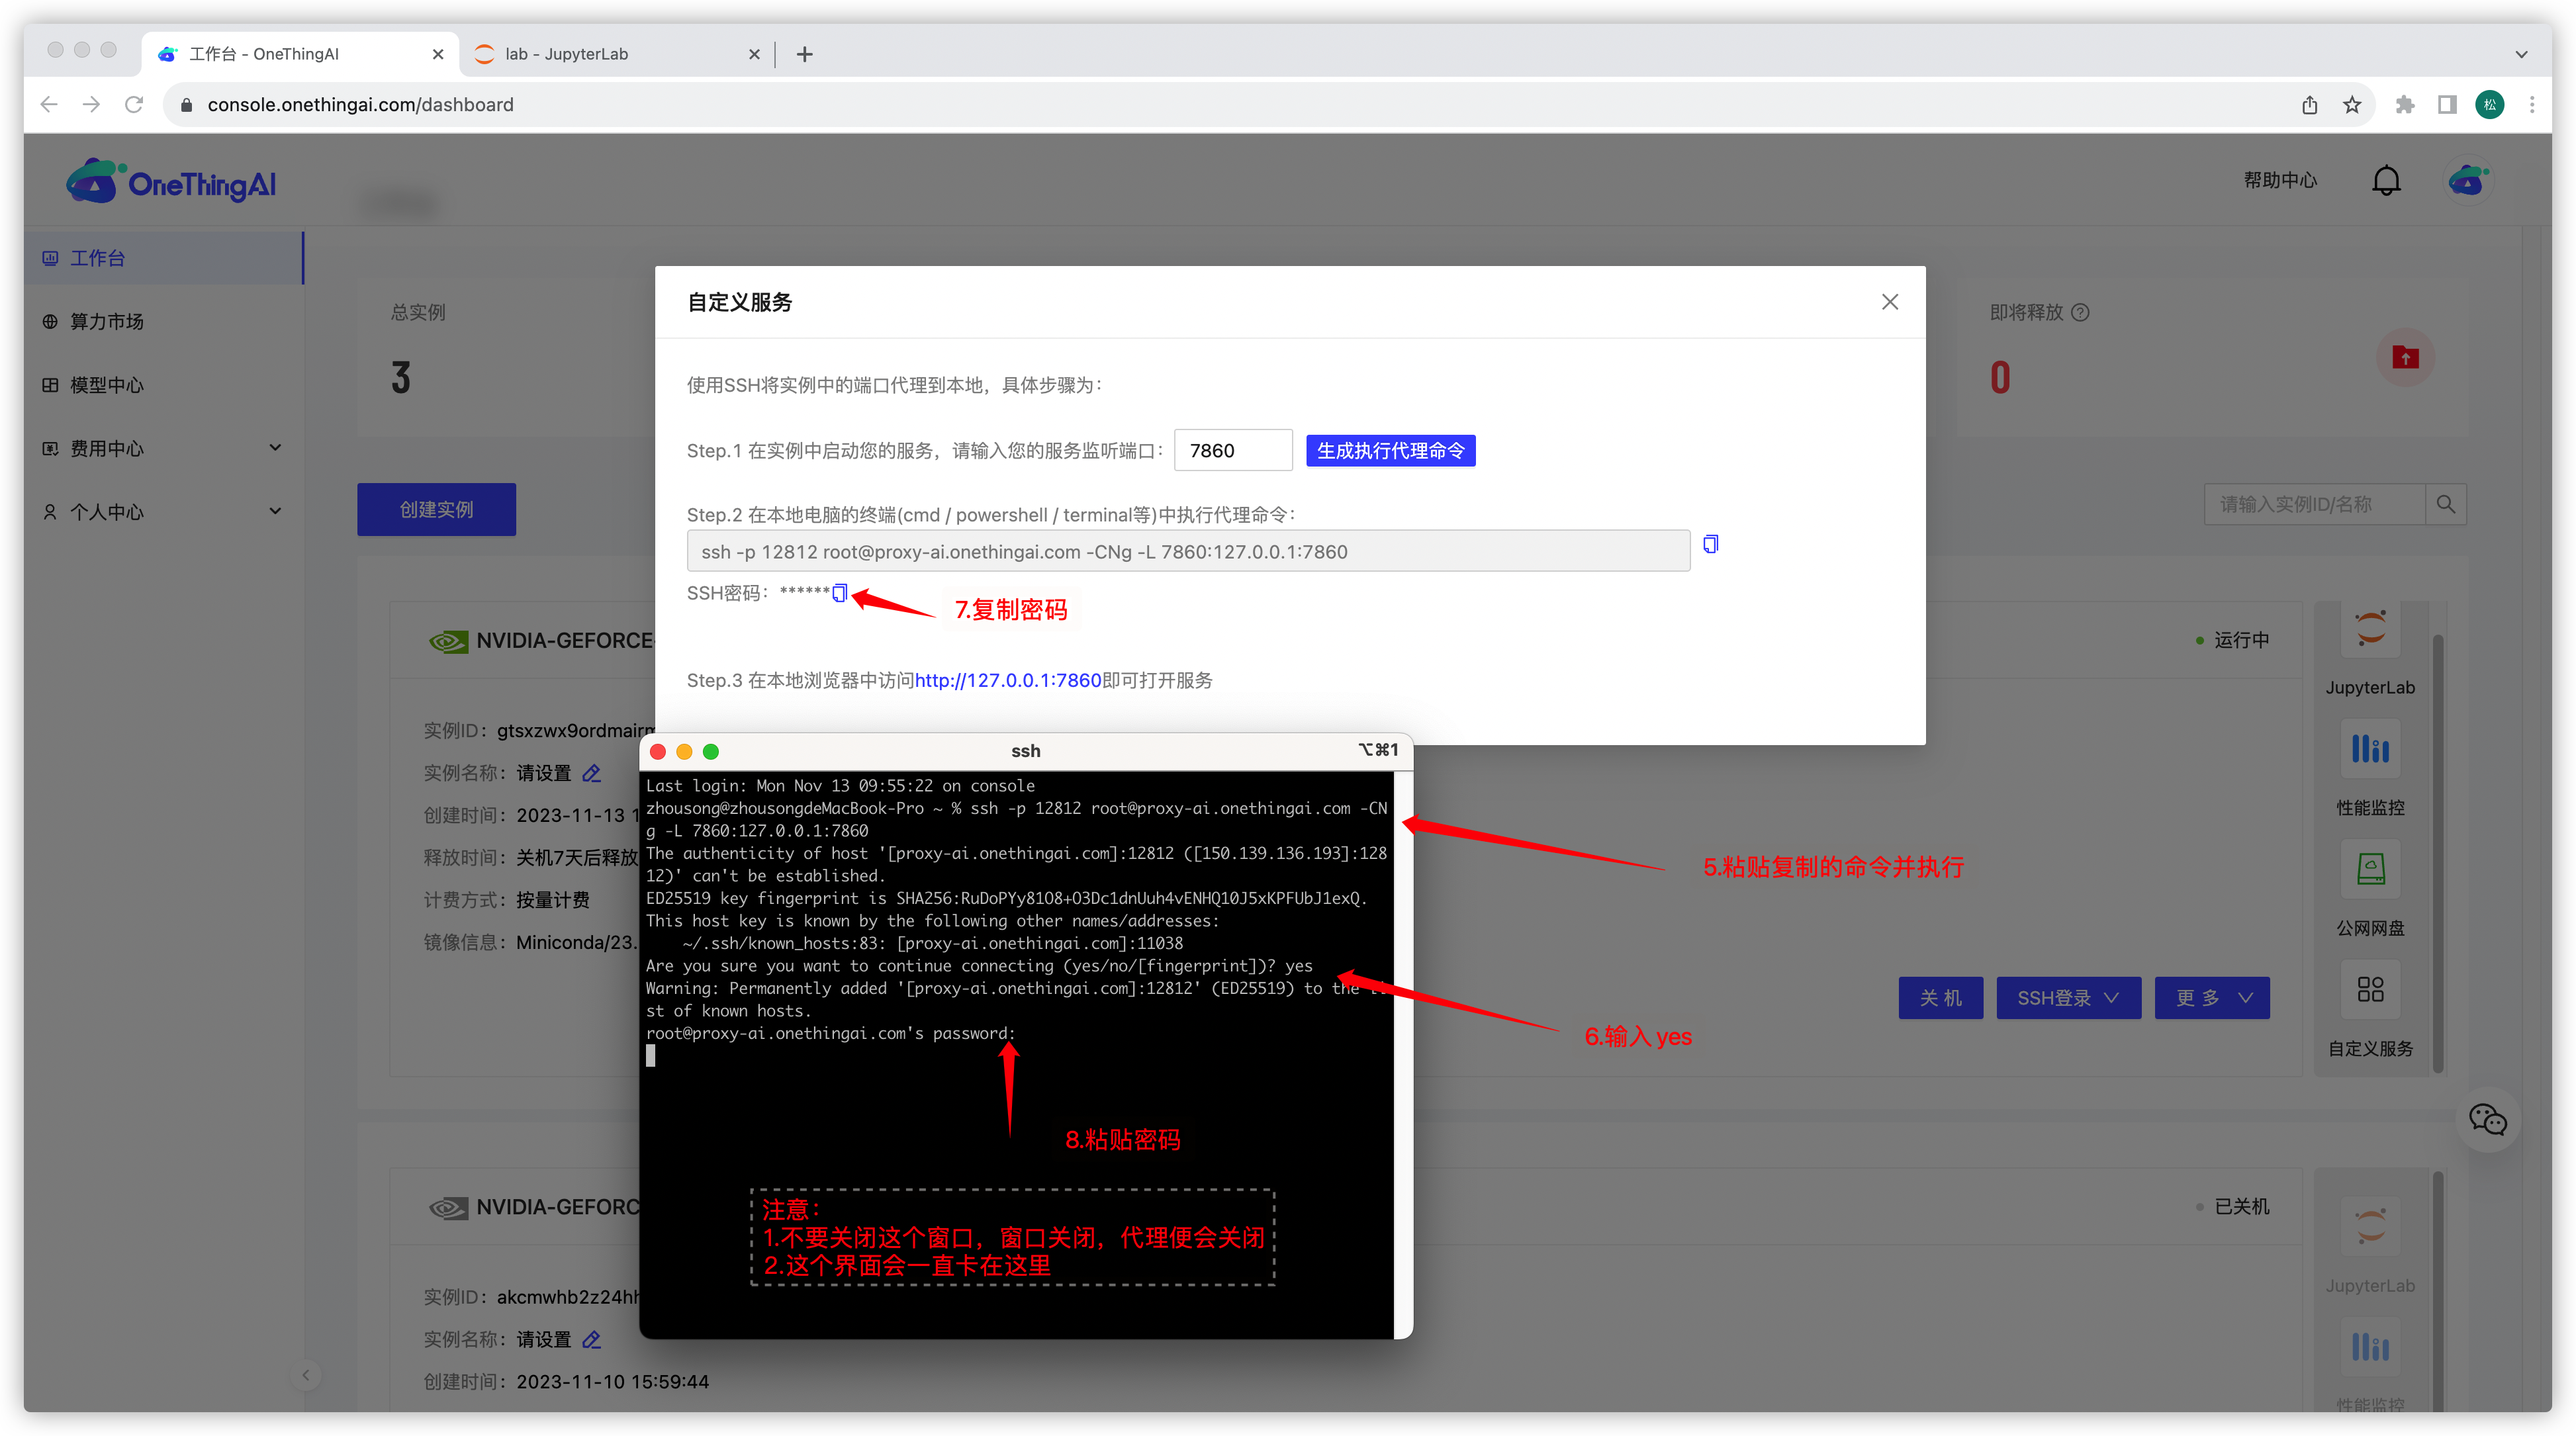 工作台 - OneThingAI
lab - JupyterLab
console.onethingai.com/dashboard
松
OneThingAI
帮助中心
工作台
算力市场
模型中心
费用中心
个人中心
总实例
3
即将释放
0
创建实例
请输入实例ID/名称
自定义服务
使用SSH将实例中的端口代理到本地，具体步骤为：
Step.1 在实例中启动您的服务，请输入您的服务监听端口： 7860 生成执行代理命令
Step.2 在本地电脑的终端(cmd / powershell / terminal等)中执行代理命令：
ssh -p 12812 root@proxy-ai.onethingai.com -CNg -L 7860:127.0.0.1:7860
SSH密码： ******
7.复制密码
Step.3 在本地浏览器中访问http://127.0.0.1:7860即可打开服务
NVIDIA-GEFORCE-
运行中
实例ID： gtsxzwx9ordmairm
实例名称： 请设置
创建时间： 2023-11-13 1
释放时间： 关机7天后释放
计费方式： 按量计费
镜像信息： Miniconda/23.
关 机
SSH登录
更 多
JupyterLab
性能监控
公网网盘
自定义服务
ssh
⌥⌘1
Last login: Mon Nov 13 09:55:22 on console
zhousong@zhousongdeMacBook-Pro ~ % ssh -p 12812 root@proxy-ai.onethingai.com -CN
g -L 7860:127.0.0.1:7860
The authenticity of host '[proxy-ai.onethingai.com]:12812 ([150.139.136.193]:128
12)' can't be established.
ED25519 key fingerprint is SHA256:RuDoPYy81O8+O3Dc1dnUuh4vENHQ10J5xKPFUbJ1exQ.
This host key is known by the following other names/addresses:
~/.ssh/known_hosts:83: [proxy-ai.onethingai.com]:11038
Are you sure you want to continue connecting (yes/no/[fingerprint])? yes
Warning: Permanently added '[proxy-ai.onethingai.com]:12812' (ED25519) to the li
st of known hosts.
root@proxy-ai.onethingai.com's password:
5.粘贴复制的命令并执行
6.输入 yes
8.粘贴密码
注意：
1.不要关闭这个窗口，窗口关闭，代理便会关闭
2.这个界面会一直卡在这里
NVIDIA-GEFORC
已关机
实例ID： akcmwhb2z24hh
实例名称： 请设置
创建时间： 2023-11-10 15:59:44
JupyterLab
性能监控